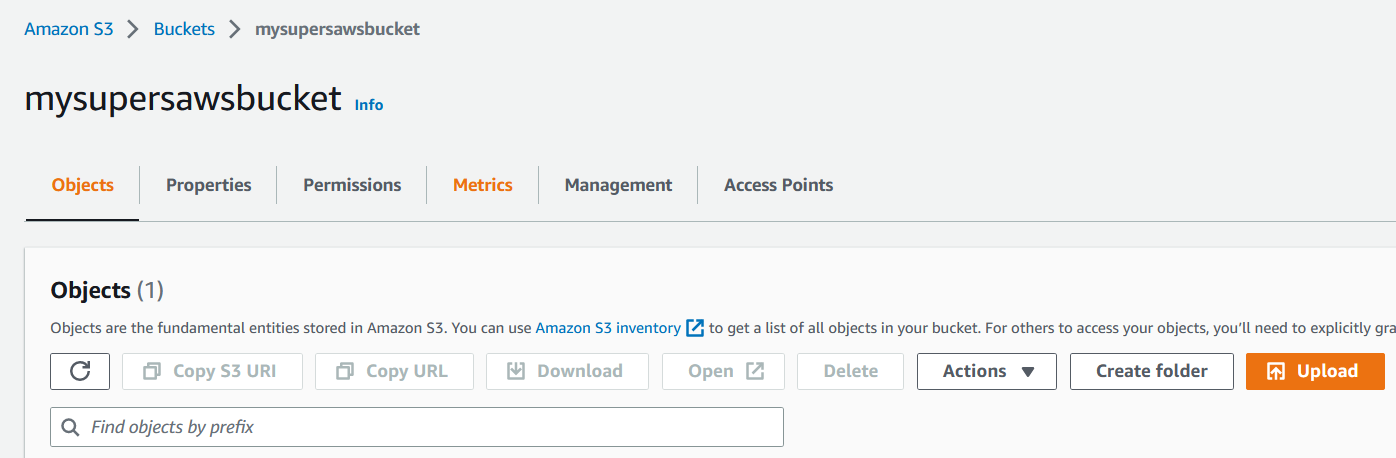 Amazon S3 Buckets mysupersawsbucket
mysupersawsbucket Info
Objects Properties Permissions Metrics Management Access Points
Objects (1)
Objects are the fundamental entities stored in Amazon S3. You can use Amazon S3 inventory to get a list of all objects in your bucket. For others to access your objects, you'll need to explicitly gra
Copy S3 URI Copy URL Download Open Delete Actions Create folder Upload
Find objects by prefix